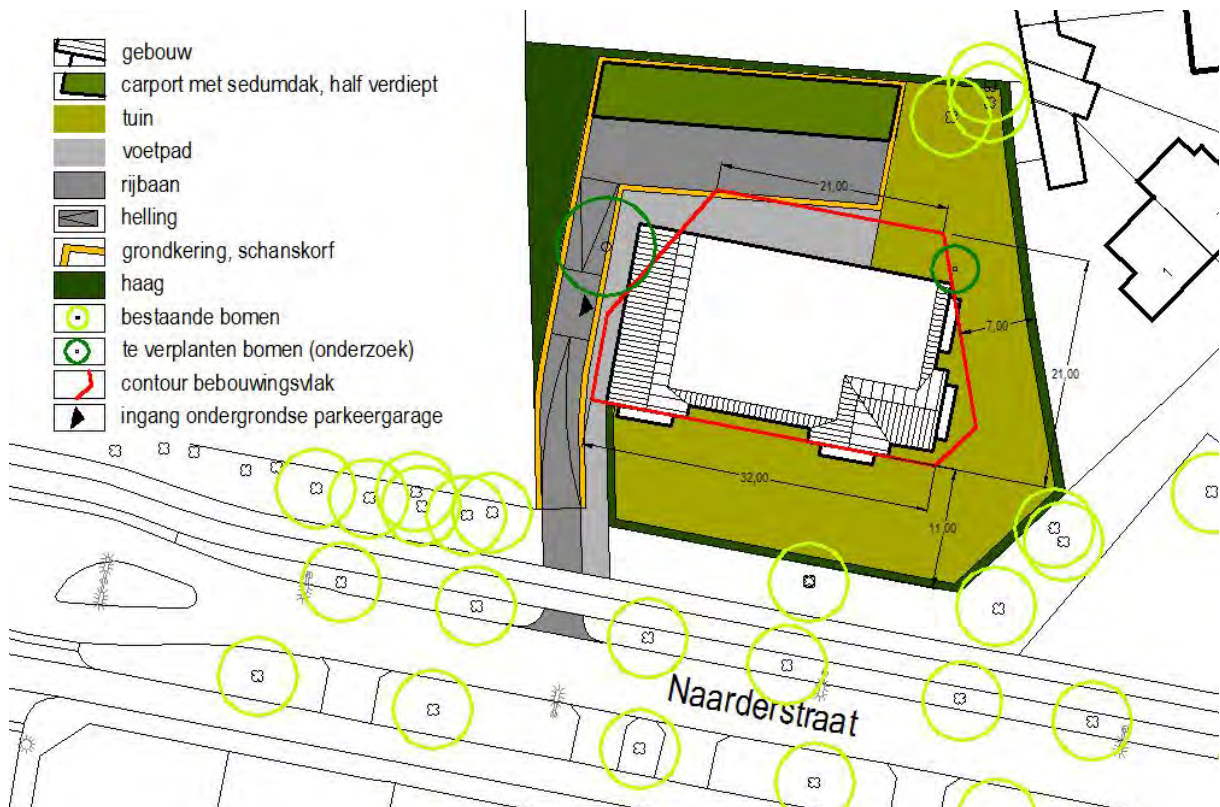 gebouw
carport met sedumdak, half verdiept
tuin
voetpad
rijbaan
helling
grondkering, schanskorf
haag
bestaande bomen
te verplanten bomen (onderzoek)
contour bebouwingsvlak
ingang ondergrondse parkeergarage
21,00
7,00
21,00
32,00
11,00
1
Naarderstraat